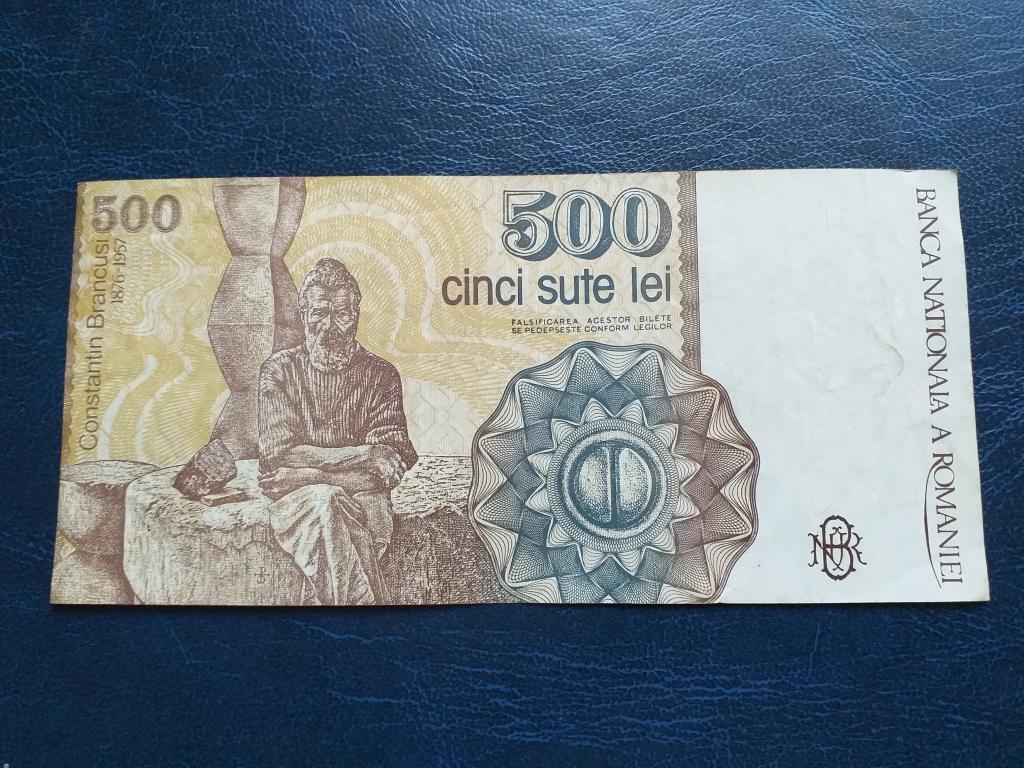 500
Constantin Brancusi
1876-1957
500
cinci sute lei
FALSIFICAREA ACESTOR BILETE
SE PEDEPSESTE CONFORM LEGILOR
BANCA NATIONALA A ROMANIEI